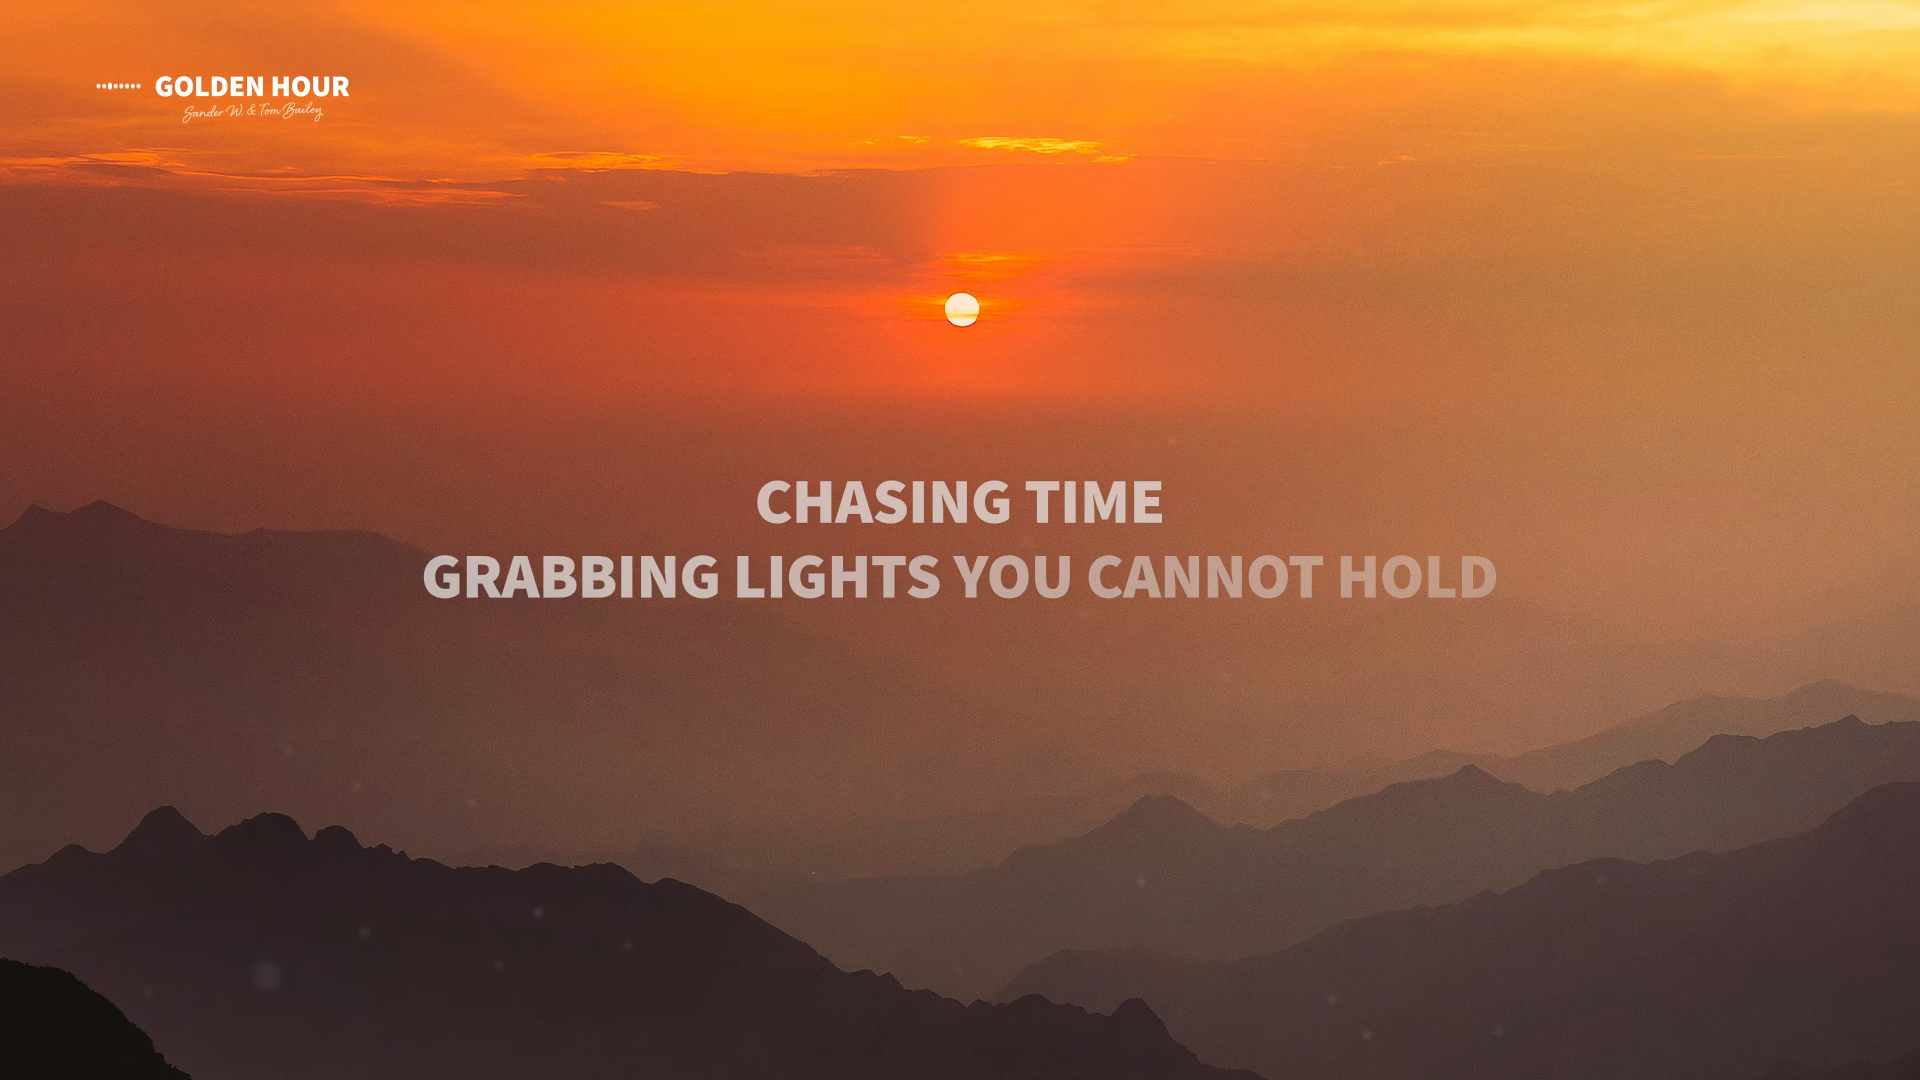 GOLDEN HOUR
Sander W. & Tom Bailey
CHASING TIME
GRABBING LIGHTS YOU CANNOT HOLD